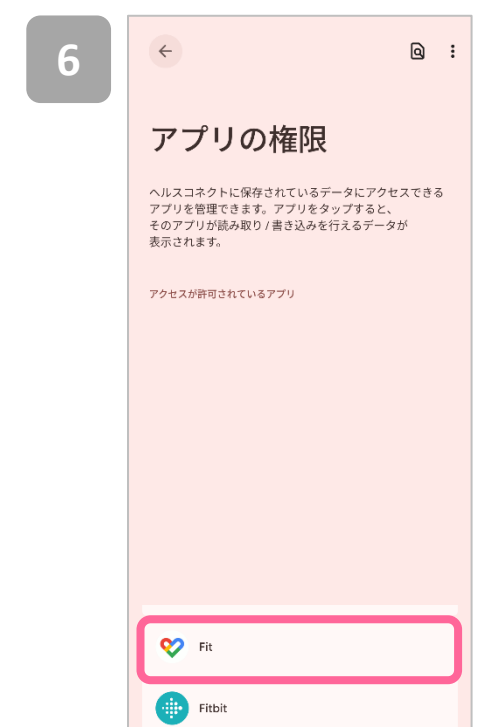 6
アプリの権限
ヘルスコネクトに保存されているデータにアクセスできる
アプリを管理できます。アプリをタップすると、
そのアプリが読み取り / 書き込みを行えるデータが
表示されます。
アクセスが許可されているアプリ
Fit
Fitbit